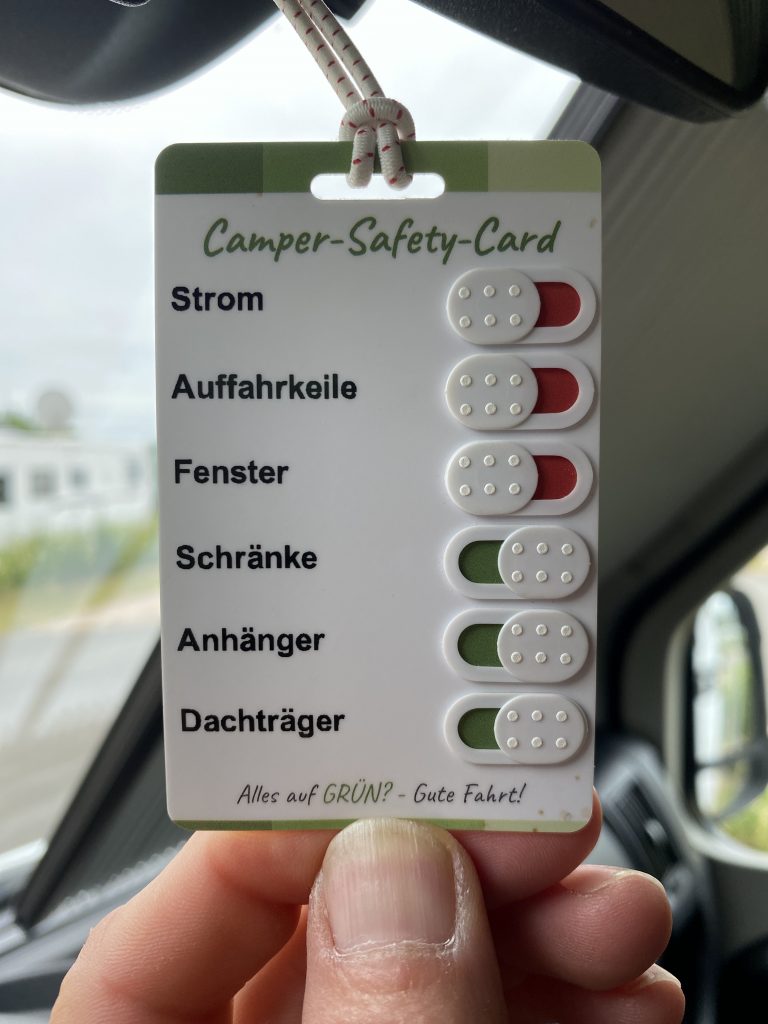 Camper-Safety-Card
Strom
Auffahrkeile
Fenster
Schränke
Anhänger
Dachträger
Alles auf GRÜN? - Gute Fahrt!